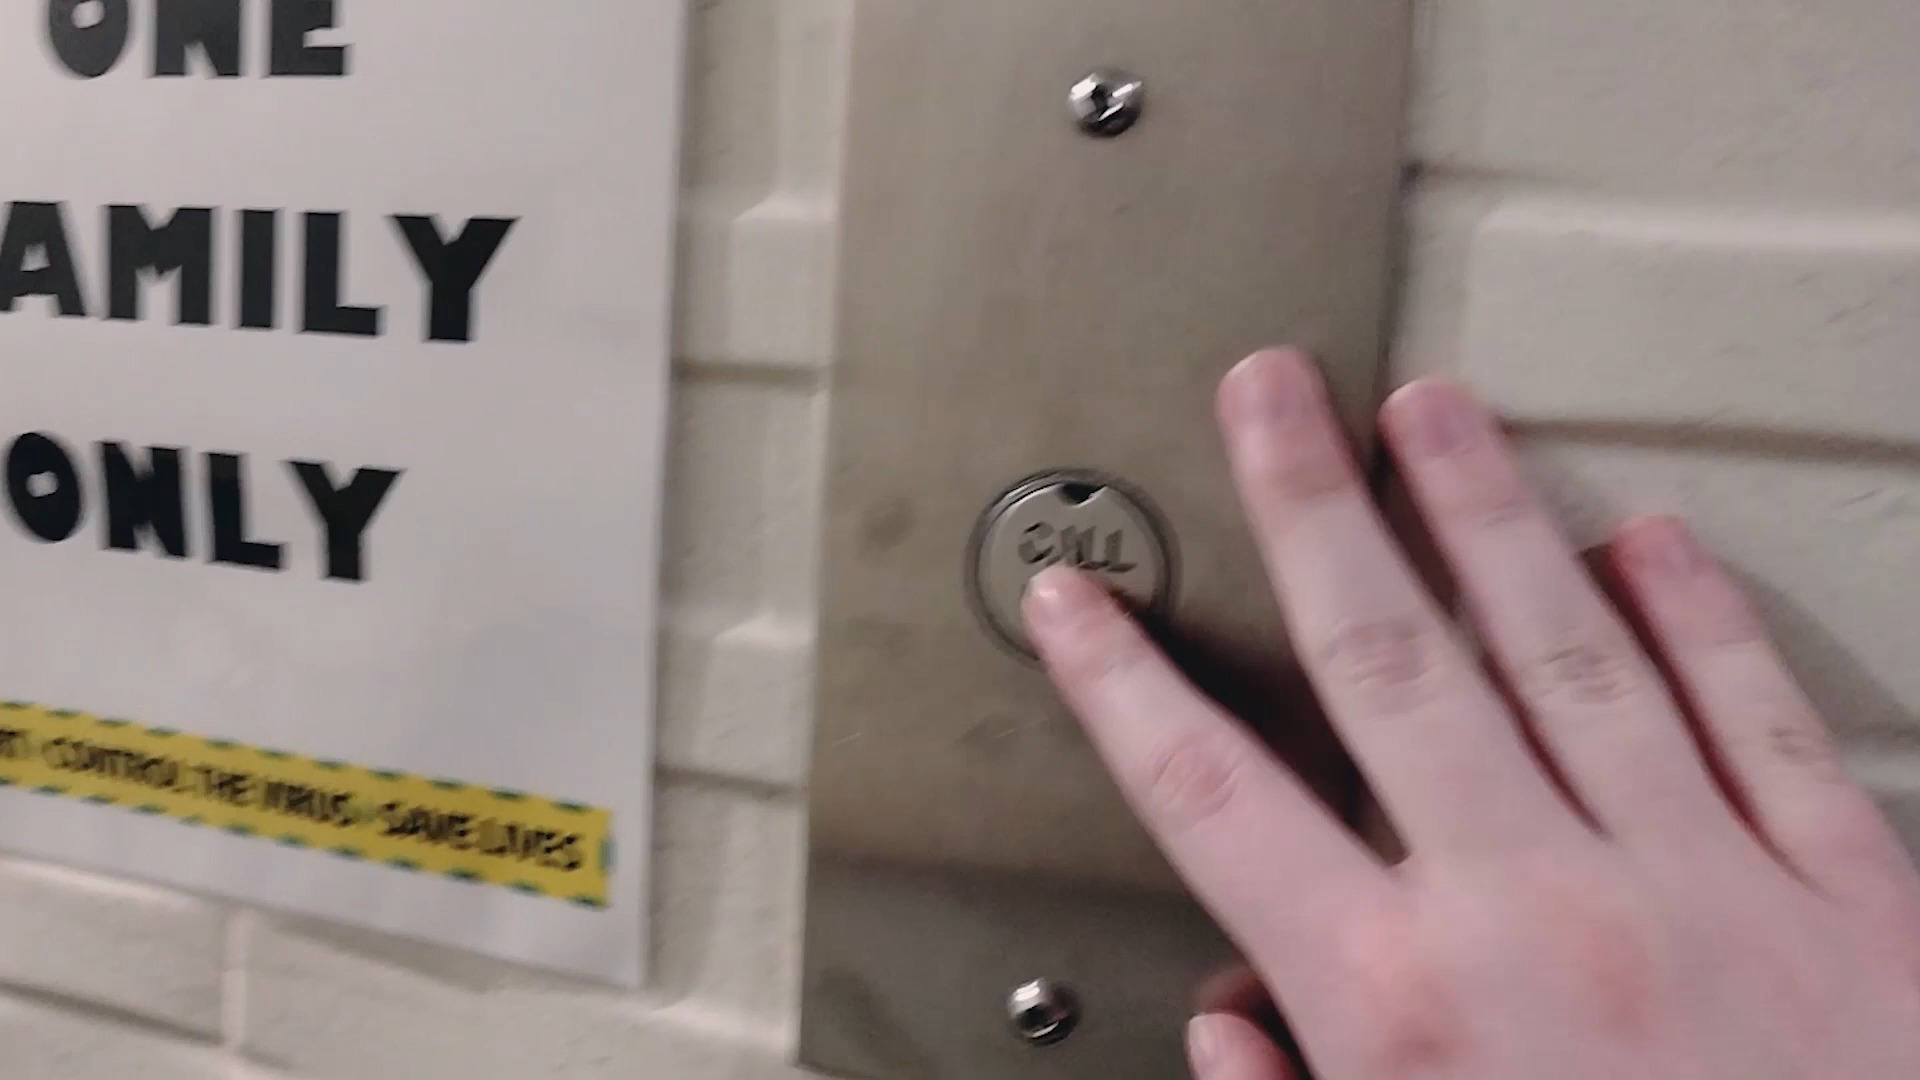 ONE
AMILY
ONLY
CONTROL THE VIRUS SAVE LIVES
CALL